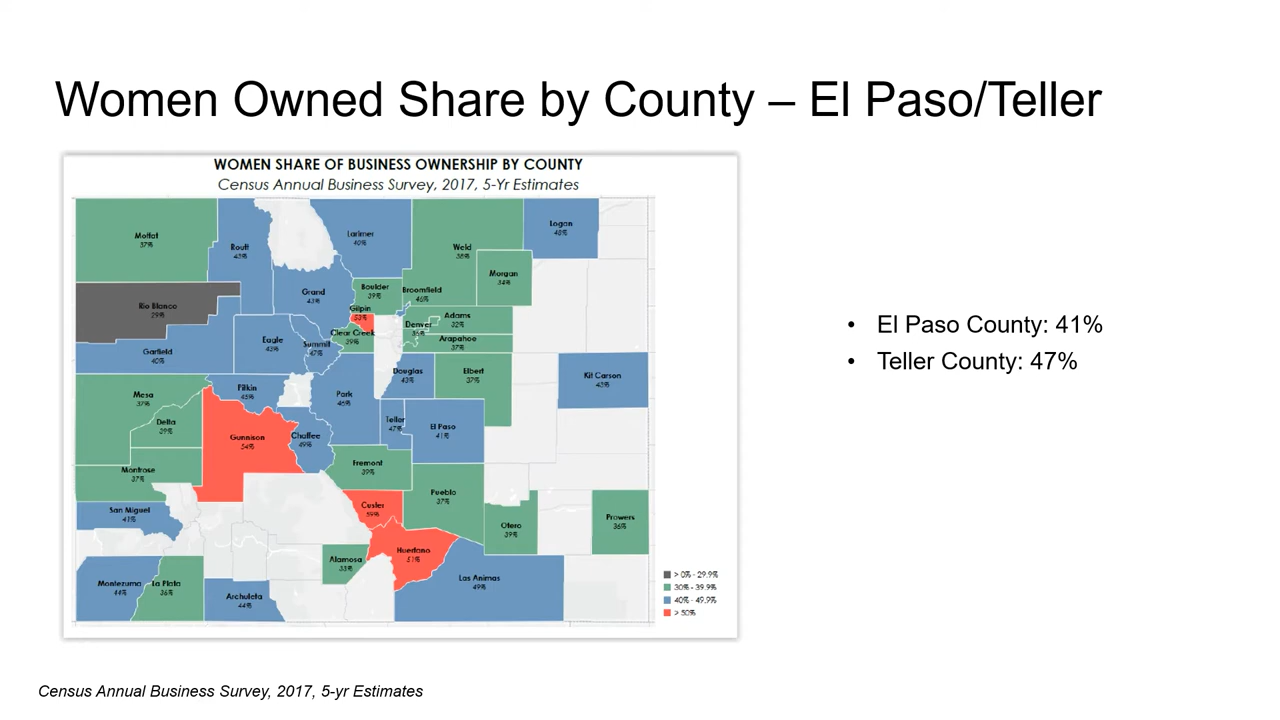 Women Owned Share by County – El Paso/Teller
WOMEN SHARE OF BUSINESS OWNERSHIP BY COUNTY
Census Annual Business Survey, 2017, 5-Yr Estimates
Moffat
37%
Routt
43%
Larimer
40%
Weld
38%
Logan
48%
Morgan
34%
Rio Blanco
29%
Grand
43%
Boulder
39%
Broomfield
46%
Gilpin
53%
Adams
32%
Denver
36%
Clear Creek
39%
Arapahoe
37%
Garfield
40%
Eagle
43%
Summit
47%
Douglas
43%
Elbert
37%
Kit Carson
43%
Pitkin
45%
Mesa
37%
Park
46%
Delta
39%
Teller
47%
El Paso
41%
Gunnison
54%
Chaffee
49%
Montrose
37%
Fremont
39%
Pueblo
37%
San Miguel
41%
Custer
59%
Otero
39%
Prowers
36%
Huerfano
51%
Alamosa
33%
Montezuma
44%
La Plata
36%
Archuleta
44%
Las Animas
49%
> 0% - 29.9%
30% - 39.9%
40% - 49.9%
> 50%
• El Paso County: 41%
• Teller County: 47%
Census Annual Business Survey, 2017, 5-yr Estimates